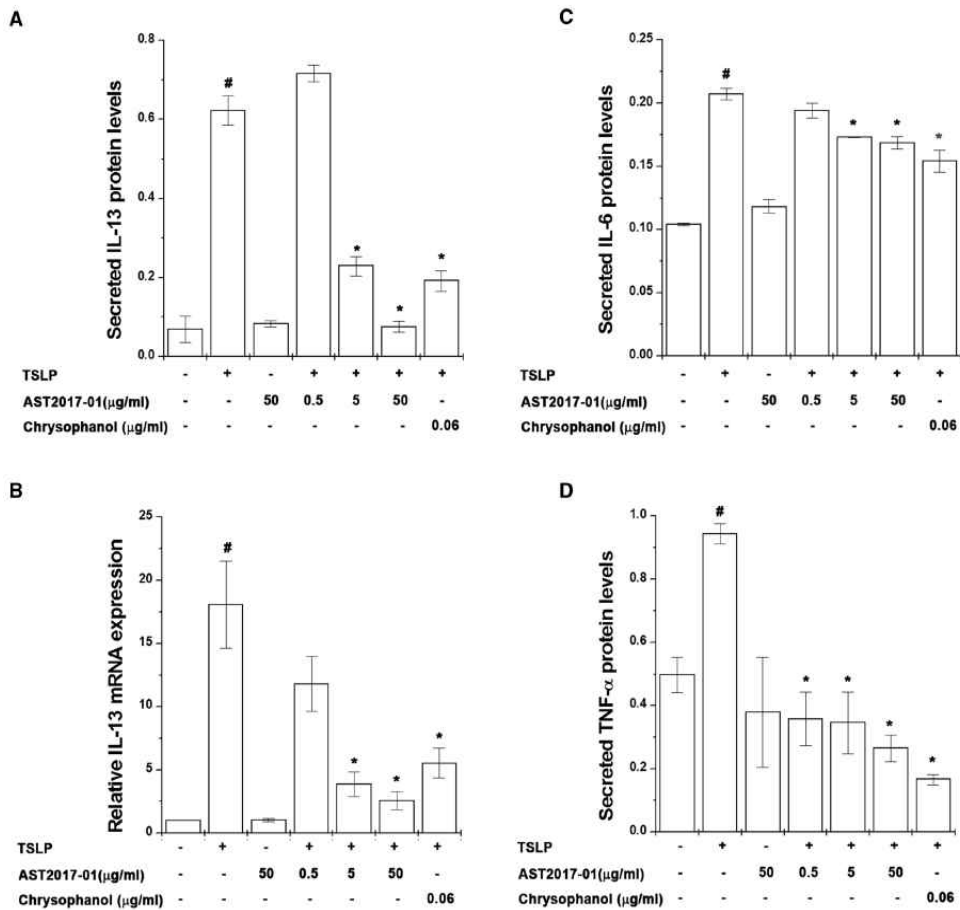 A
Secreted IL-13 protein levels
0.8
0.6
0.4
0.2
0.0
#
*
*
*
TSLP - + - + + + +
AST2017-01(μg/ml) - - 50 0.5 5 50 -
Chrysophanol (μg/ml) - - - - - - 0.06
C
Secreted IL-6 protein levels
0.25
0.20
0.15
0.10
0.05
0.00
#
*
*
*
TSLP - + - + + + +
AST2017-01(μg/ml) - - 50 0.5 5 50 -
Chrysophanol (μg/ml) - - - - - - 0.06
B
Relative IL-13 mRNA expression
25
20
15
10
5
0
#
*
*
*
TSLP - + - + + + +
AST2017-01(μg/ml) - - 50 0.5 5 50 -
Chrysophanol (μg/ml) - - - - - - 0.06
D
Secreted TNF-α protein levels
1.0
0.8
0.6
0.4
0.2
0.0
#
*
*
*
*
TSLP - + - + + + +
AST2017-01(μg/ml) - - 50 0.5 5 50 -
Chrysophanol (μg/ml) - - - - - - 0.06